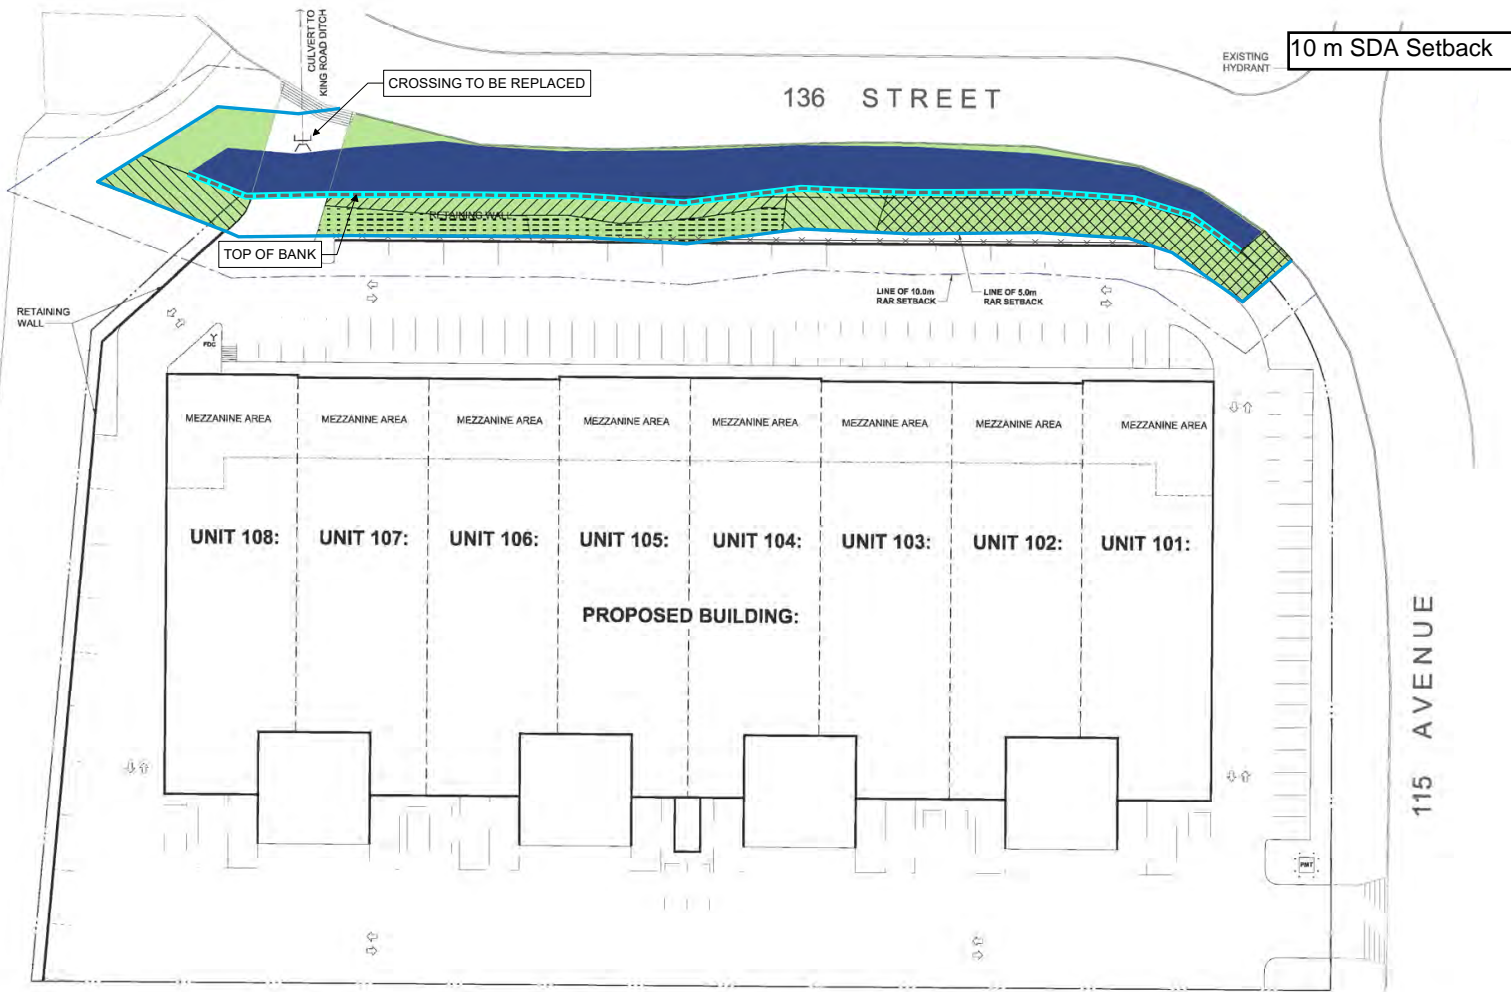 CULVERT TO
KING ROAD DITCH
10 m SDA Setback
EXISTING
HYDRANT
CROSSING TO BE REPLACED
136 STREET
RETAINING WALL
TOP OF BANK
LINE OF 10.0m
RAR SETBACK
LINE OF 5.0m
RAR SETBACK
RETAINING
WALL
Y
FDC
MEZZANINE AREA
MEZZANINE AREA
MEZZANINE AREA
MEZZANINE AREA
MEZZANINE AREA
MEZZANINE AREA
MEZZANINE AREA
MEZZANINE AREA
UNIT 108:
UNIT 107:
UNIT 106:
UNIT 105:
UNIT 104:
UNIT 103:
UNIT 102:
UNIT 101:
PROPOSED BUILDING:
115 AVENUE
PMT